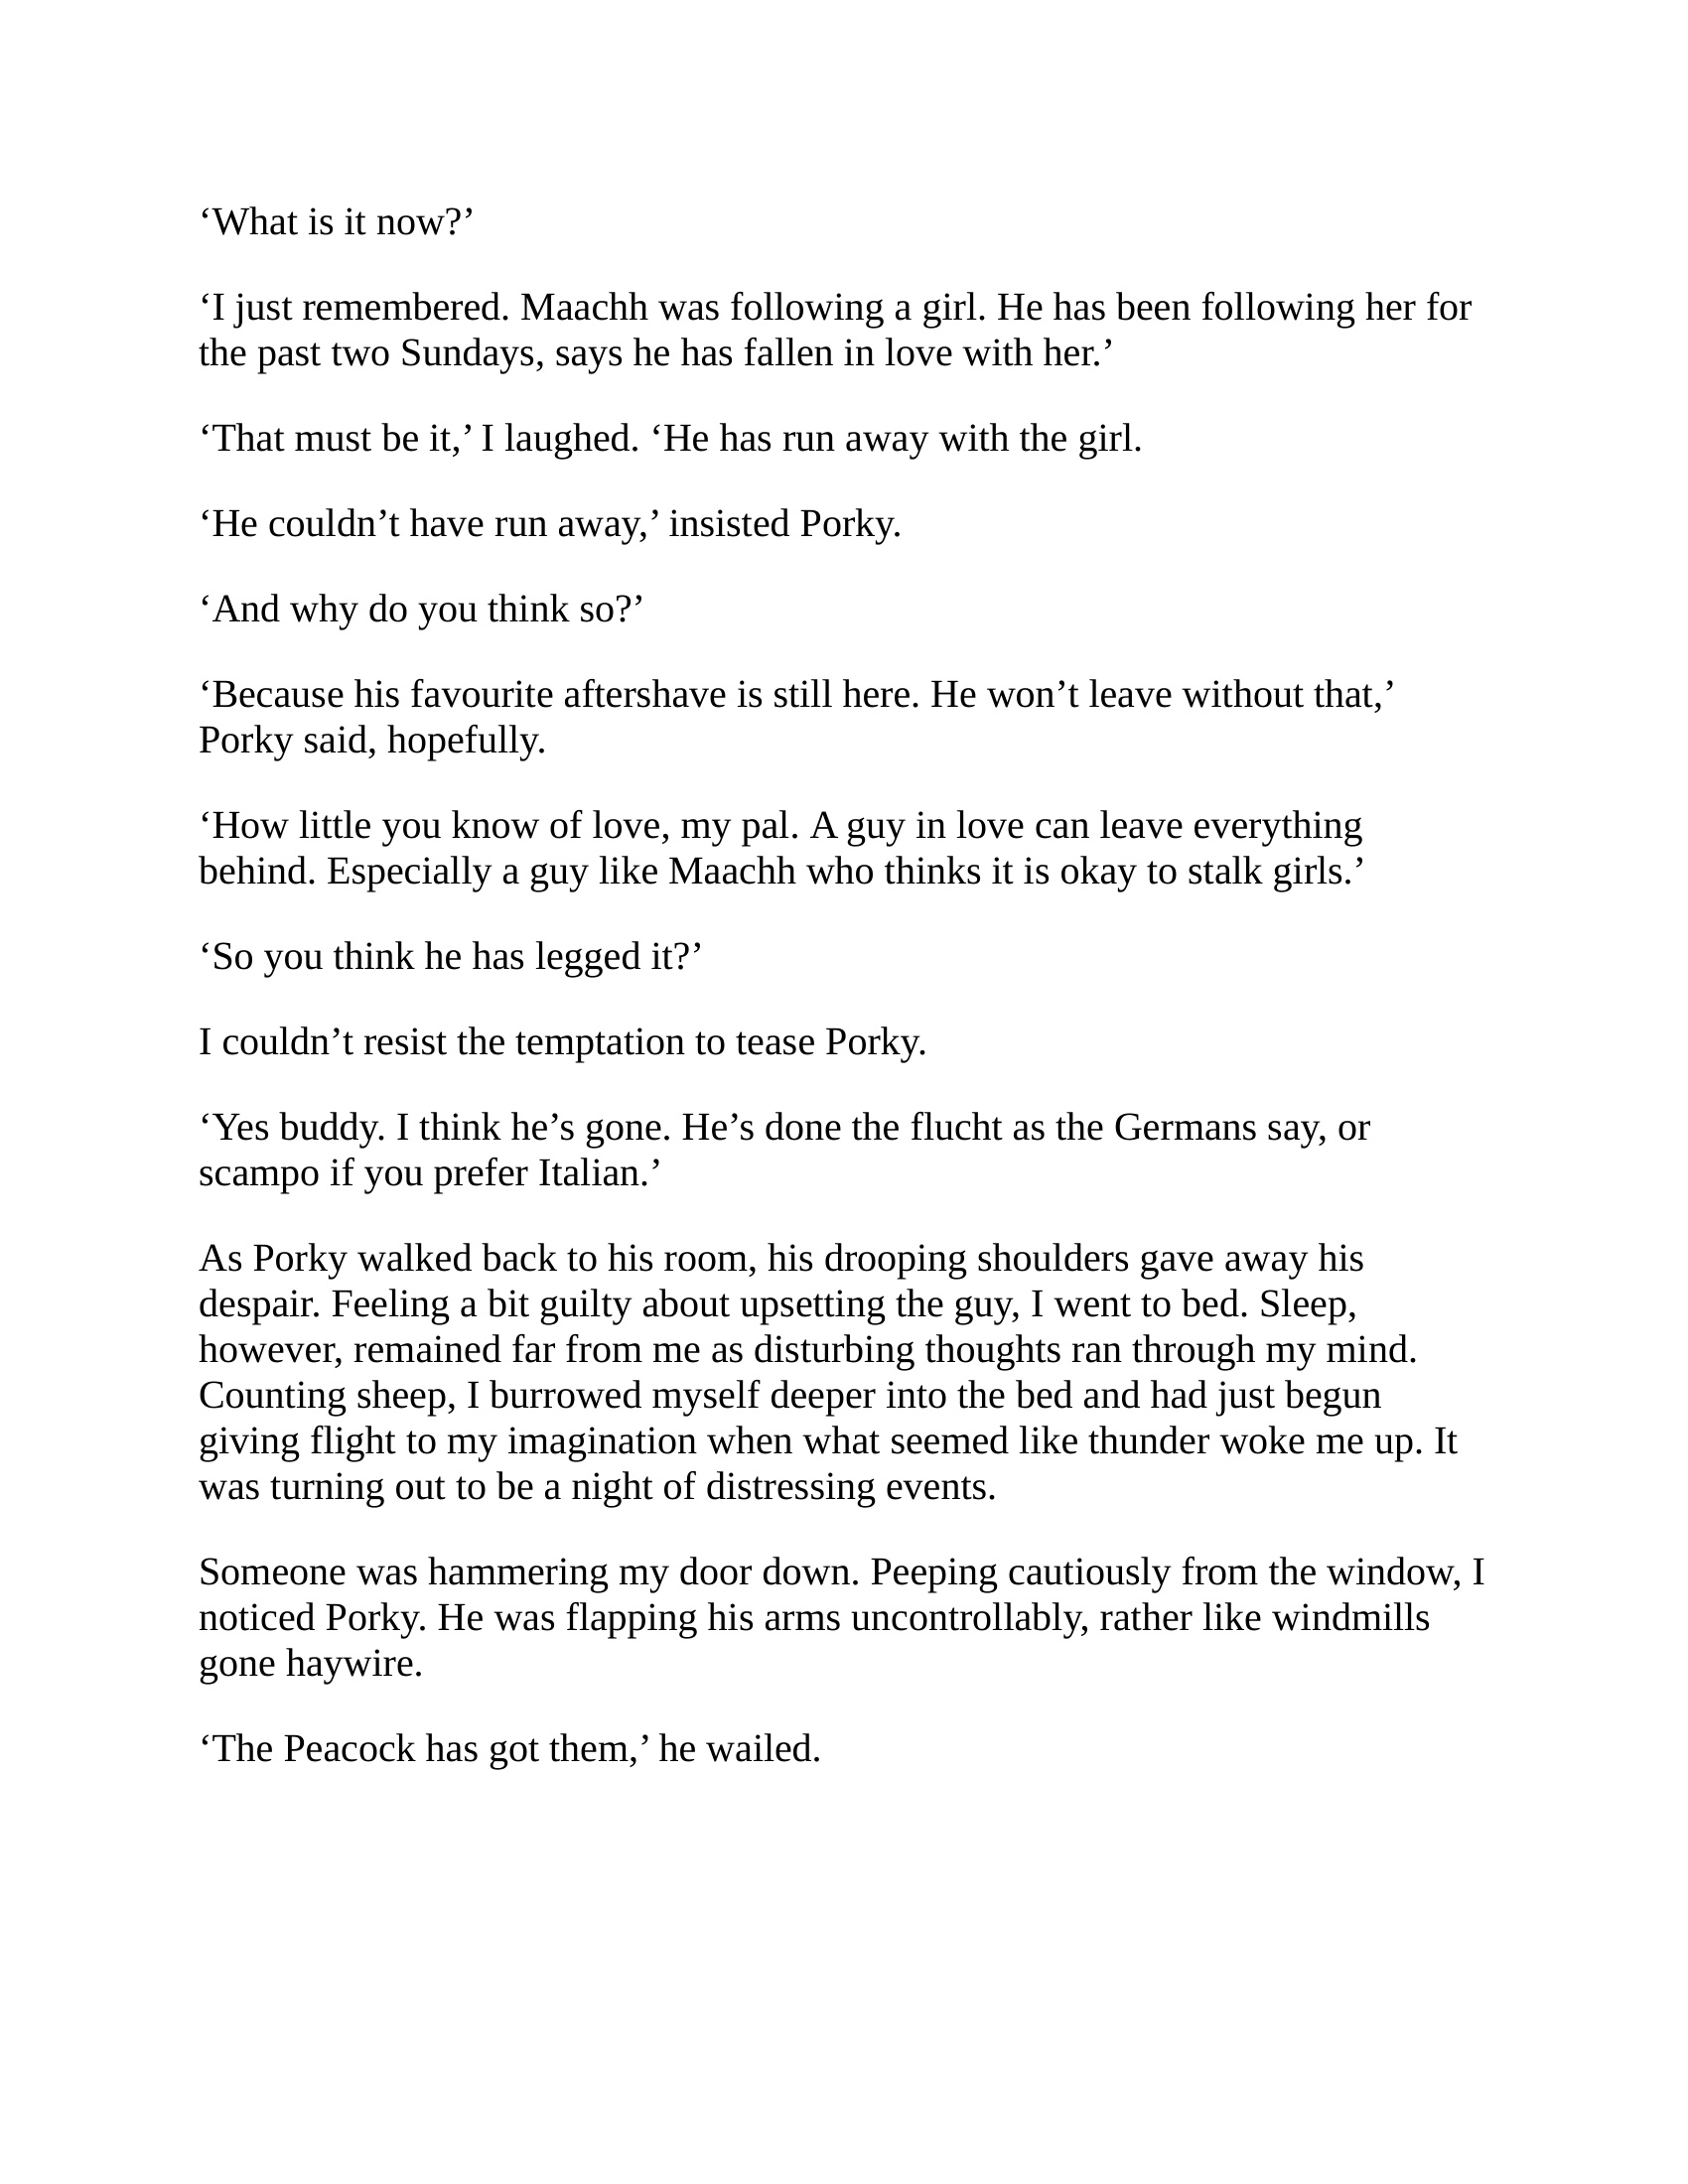 ‘What is it now?’
‘I just remembered. Maachh was following a girl. He has been following her for
the past two Sundays, says he has fallen in love with her.’
‘That must be it,’ I laughed. ‘He has run away with the girl.
‘He couldn’t have run away,’ insisted Porky.
‘And why do you think so?’
‘Because his favourite aftershave is still here. He won’t leave without that,’
Porky said, hopefully.
‘How little you know of love, my pal. A guy in love can leave everything
behind. Especially a guy like Maachh who thinks it is okay to stalk girls.’
‘So you think he has legged it?’
I couldn’t resist the temptation to tease Porky.
‘Yes buddy. I think he’s gone. He’s done the flucht as the Germans say, or
scampo if you prefer Italian.’
As Porky walked back to his room, his drooping shoulders gave away his
despair. Feeling a bit guilty about upsetting the guy, I went to bed. Sleep,
however, remained far from me as disturbing thoughts ran through my mind.
Counting sheep, I burrowed myself deeper into the bed and had just begun
giving flight to my imagination when what seemed like thunder woke me up. It
was turning out to be a night of distressing events.
Someone was hammering my door down. Peeping cautiously from the window, I
noticed Porky. He was flapping his arms uncontrollably, rather like windmills
gone haywire.
‘The Peacock has got them,’ he wailed.